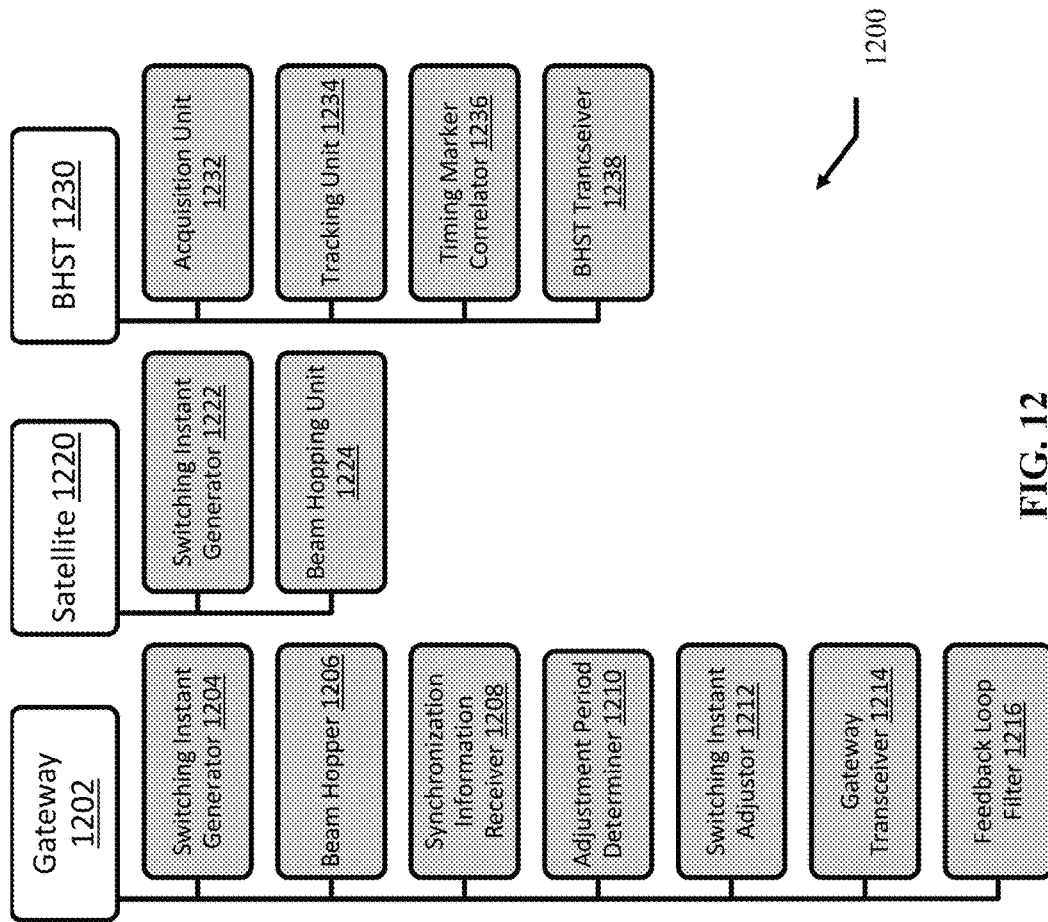 Gateway
1202
Switching Instant
Generator 1204
Beam Hopper 1206
Synchronization
Information
Receiver 1208
Adjustment Period
Determiner 1210
Switching Instant
Adjustor 1212
Gateway
Transceiver 1214
Feedback Loop
Filter 1216
Satellite 1220
Switching Instant
Generator 1222
Beam Hopping Unit
1224
BHST 1230
Acquisition Unit
1232
Tracking Unit 1234
Timing Marker
Correlator 1236
BHST Trancseiver
1238
1200
FIG. 12